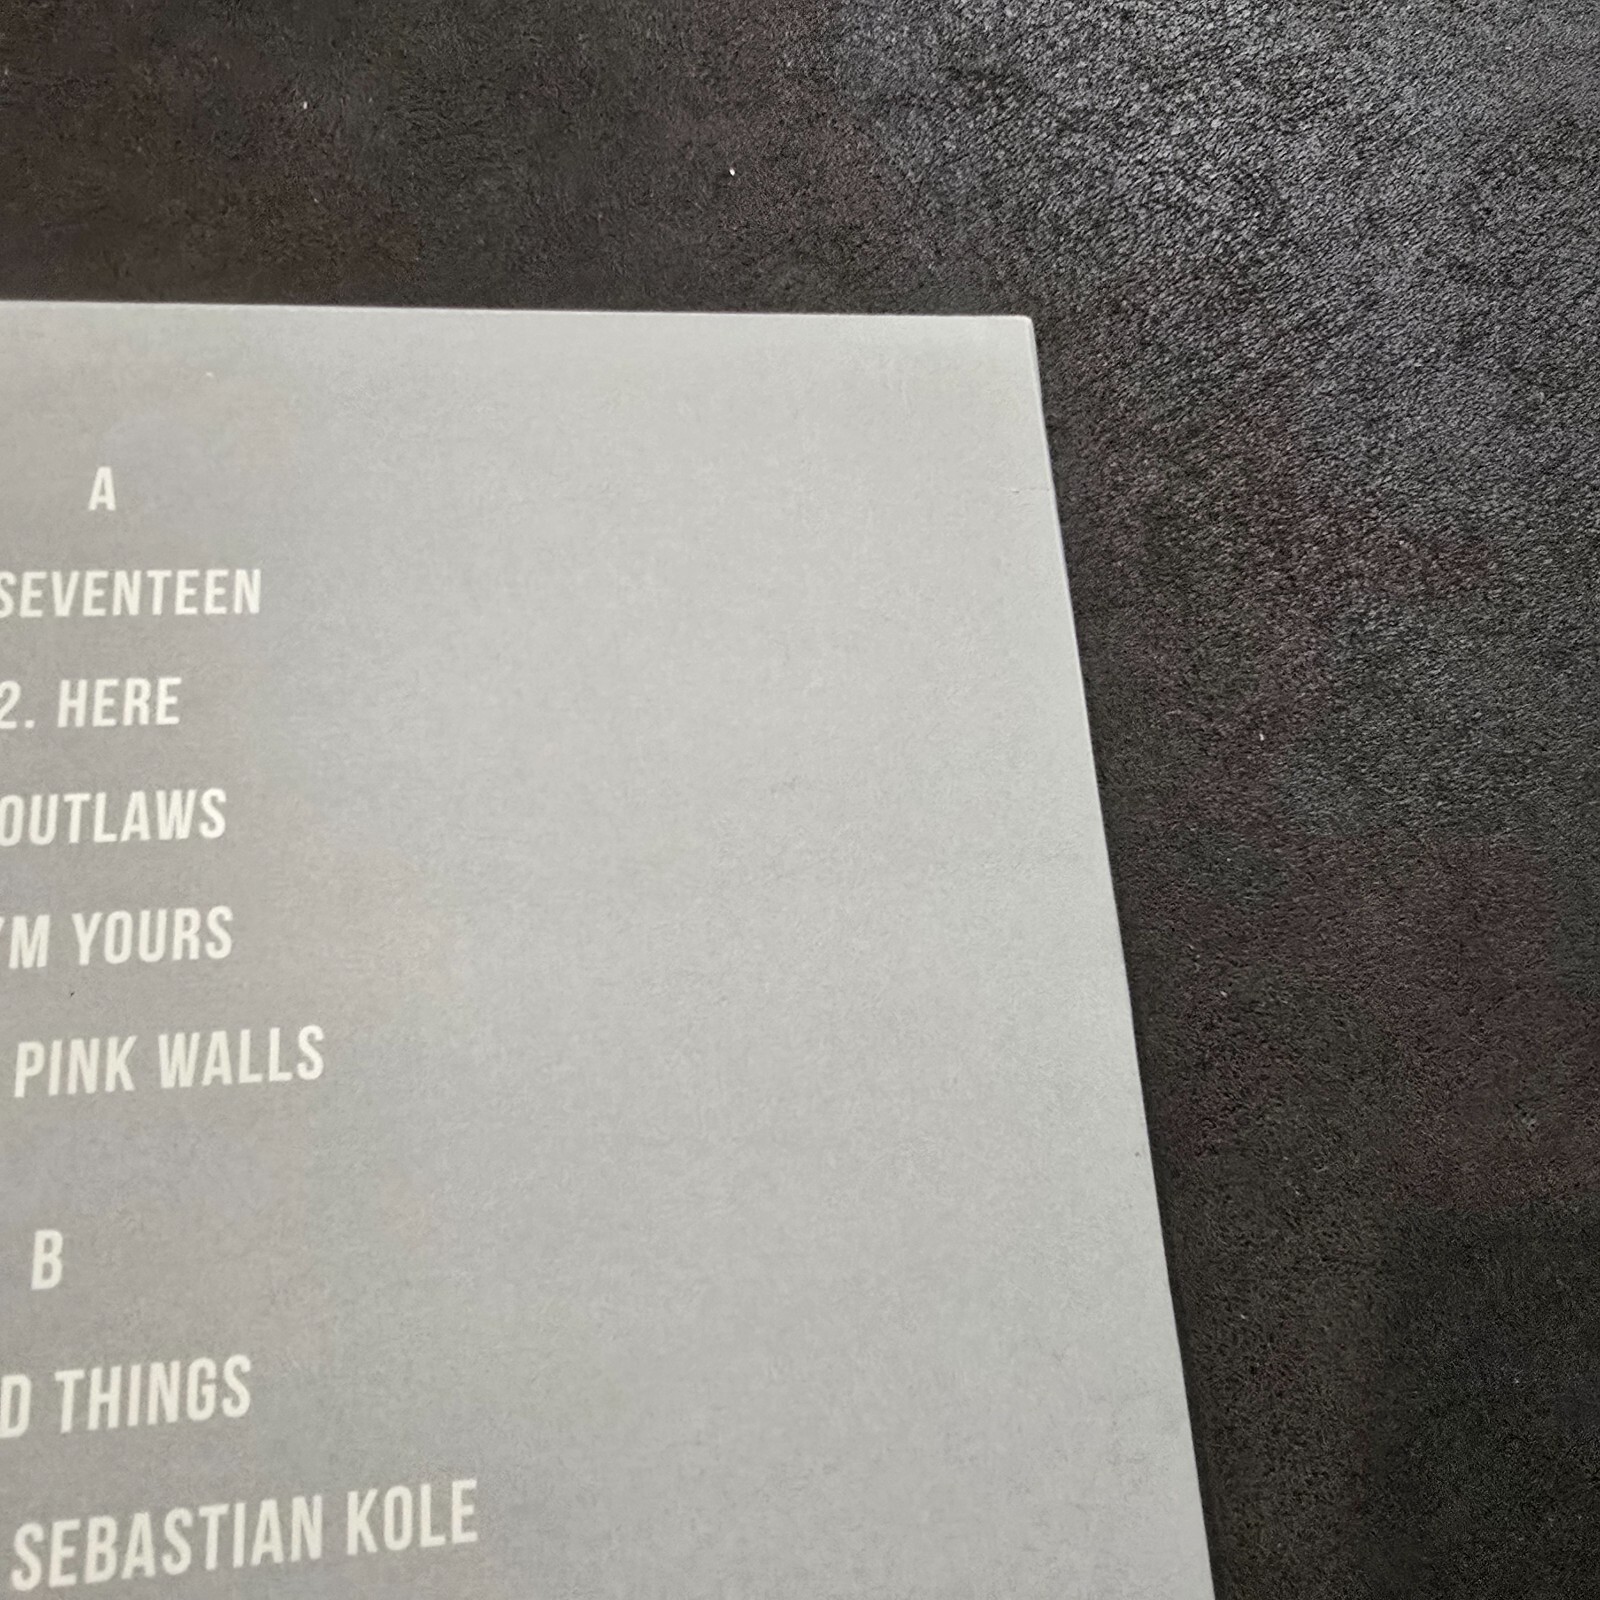 A
SEVENTEEN
2. HERE
OUTLAWS
'M YOURS
PINK WALLS
B
D THINGS
SEBASTIAN KOLE